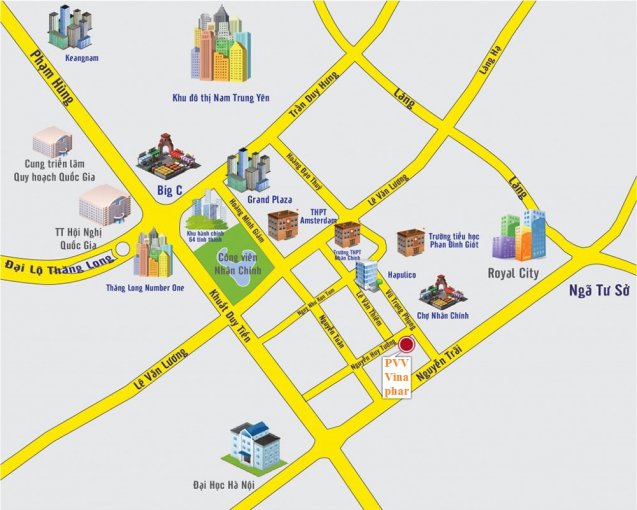 Keangnam
Phạm Hùng
Khu đô thị Nam Trung Yên
Trần Duy Hưng
Láng
Láng Hạ
Cung triển lãm
Quy hoạch Quốc Gia
Big C
Grand Plaza
Hoàng Đạo Thuý
Lê Văn Lương
Láng
TT Hội Nghị
Quốc Gia
Khu hành chính
64 tỉnh thành
Hoàng Minh Giám
THPT
Amsterdam
Trường THPT
Nhân Chính
Trường tiểu học
Phan Đình Giót
Royal City
Đại Lộ Thăng Long
Thăng Long Number One
Công viên
Nhân Chính
Hapulico
Ngã Tư Sở
Khuất Duy Tiến
Lê Văn Thiêm
Vũ Trọng Phụng
Chợ Nhân Chính
Nguyễn Tuân
Nguyễn Huy Tưởng
Nguyễn Trãi
Lê Văn Lương
PVV
Vina
phar
Đại Học Hà Nội